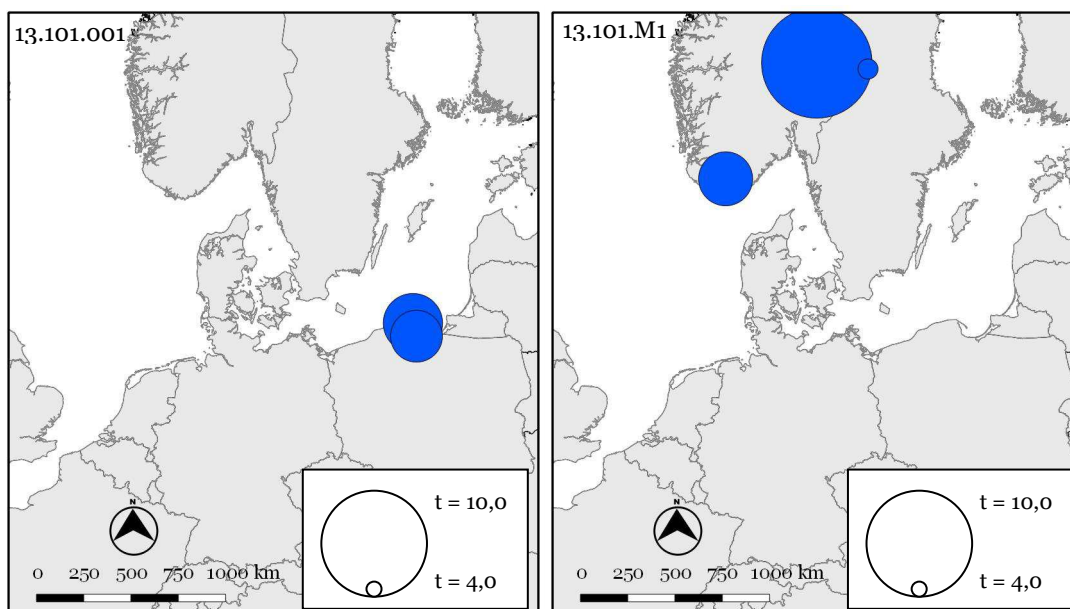 13.101.001
N
t = 10,0
t = 4,0
0 250 500 750 1000 km
13.101.M1
N
t = 10,0
t = 4,0
0 250 500 750 1000 km